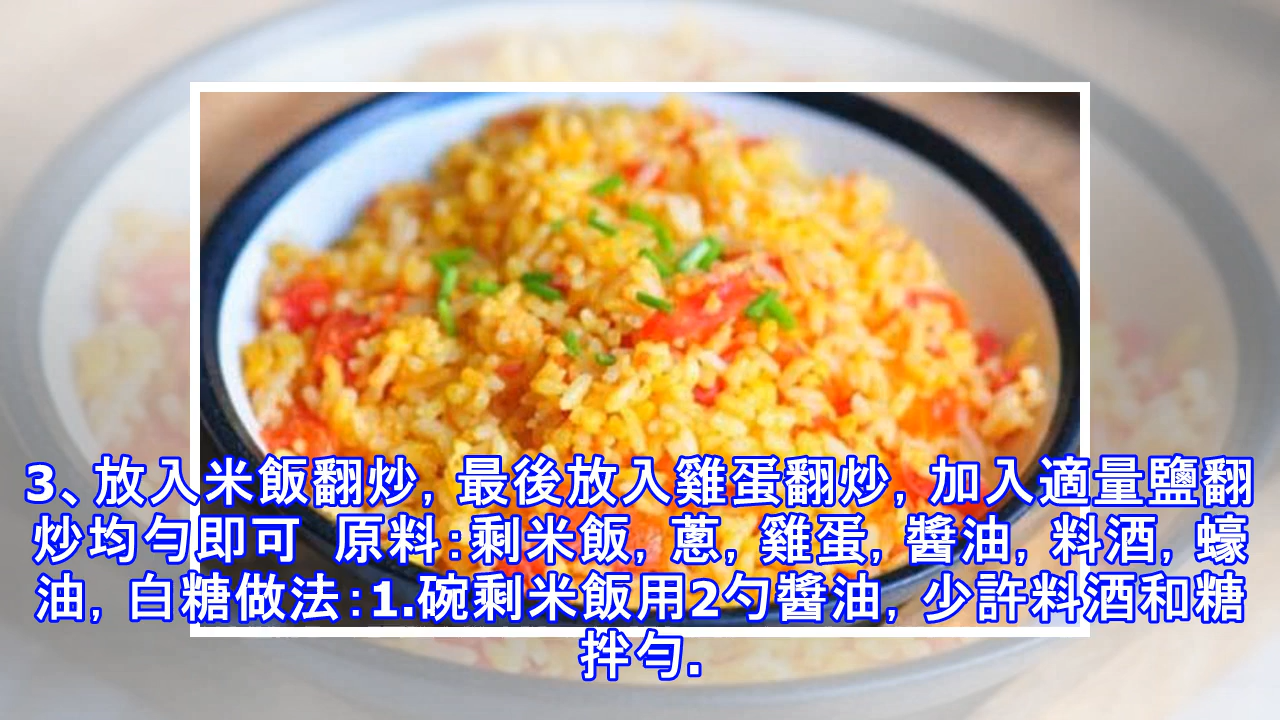 3、放入米飯翻炒, 最後放入雞蛋翻炒, 加入適量鹽翻
炒均勻即可 原料:剩米飯, 蔥, 雞蛋, 醬油, 料酒, 蠔
油, 白糖做法:1.碗剩米飯用2勺醬油, 少許料酒和糖
拌勻.